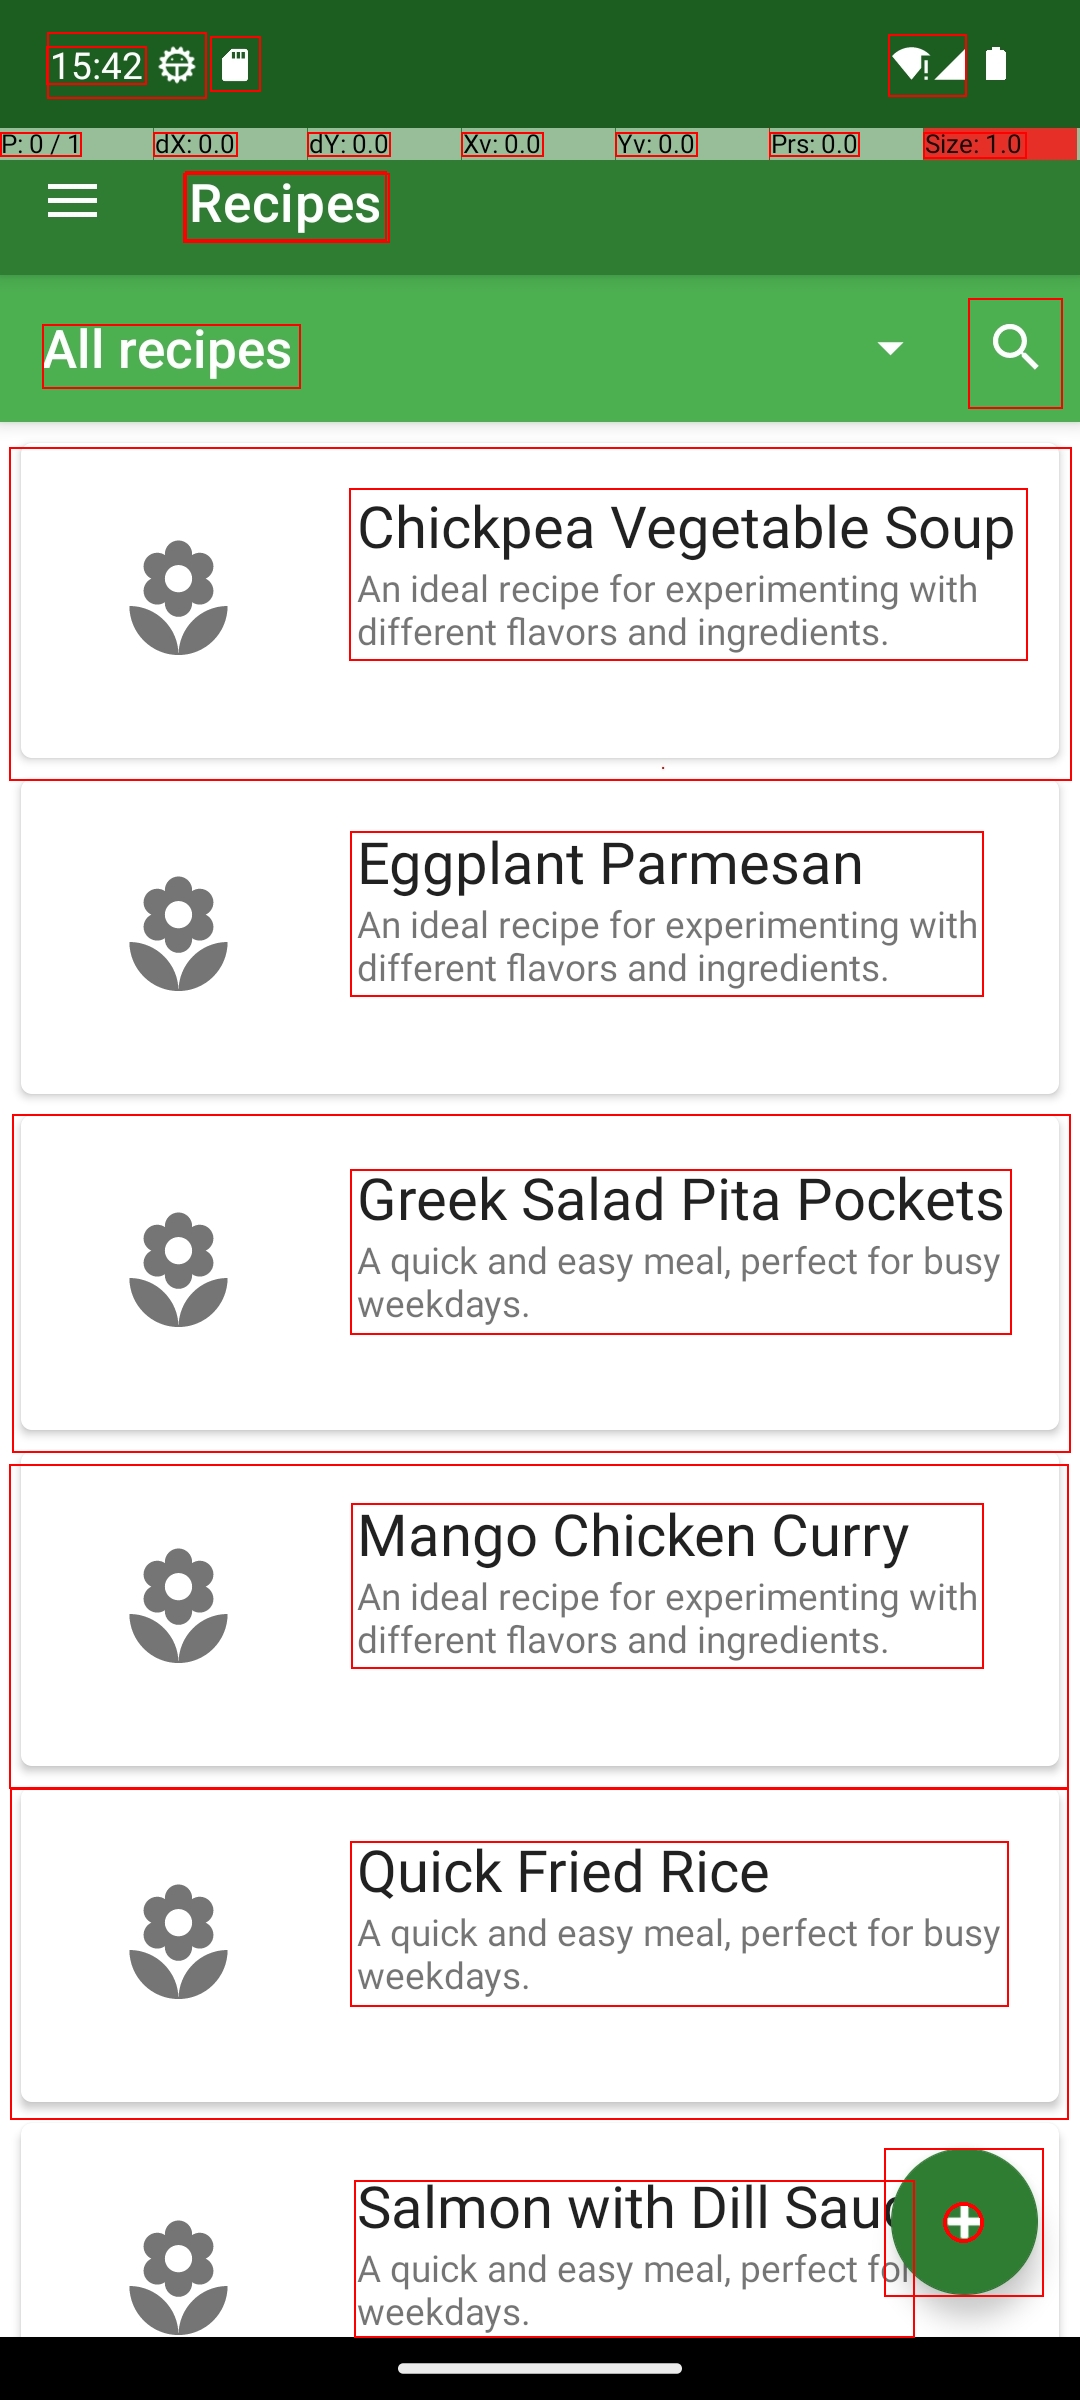 15:42
P: 0 / 1 dX: 0.0 dY: 0.0 Xv: 0.0 Yv: 0.0 Prs: 0.0 Size: 1.0
Recipes
All recipes
Chickpea Vegetable Soup
An ideal recipe for experimenting with
different flavors and ingredients.
Eggplant Parmesan
An ideal recipe for experimenting with
different flavors and ingredients.
Greek Salad Pita Pockets
A quick and easy meal, perfect for busy
weekdays.
Mango Chicken Curry
An ideal recipe for experimenting with
different flavors and ingredients.
Quick Fried Rice
A quick and easy meal, perfect for busy
weekdays.
Salmon with Dill Sauc
A quick and easy meal, perfect for
weekdays.